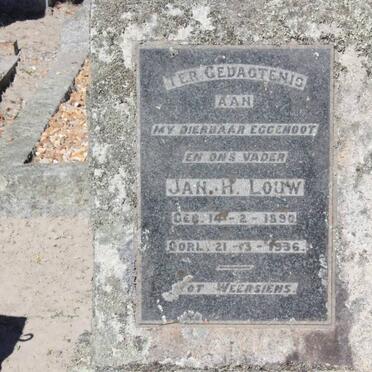 TER GEDAGTENIS
AAN
MY DIERBAAR EGGENOOT
EN ONS VADER
JAN. H. LOUW
GEB. 14-2-1890
OORL. 21-13-1936.
TOT WEERSIENS.